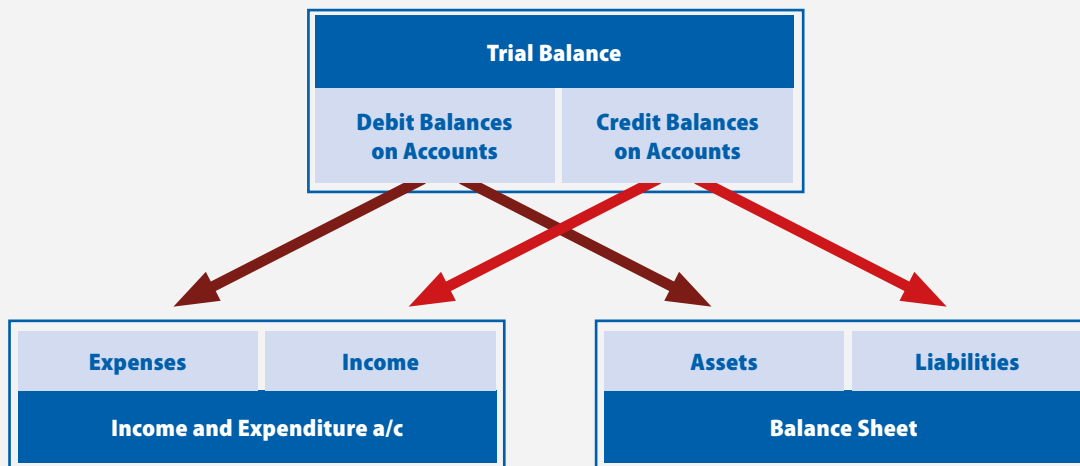 Trial Balance
Debit Balances
on Accounts
Credit Balances
on Accounts
Expenses
Income
Income and Expenditure a/c
Assets
Liabilities
Balance Sheet